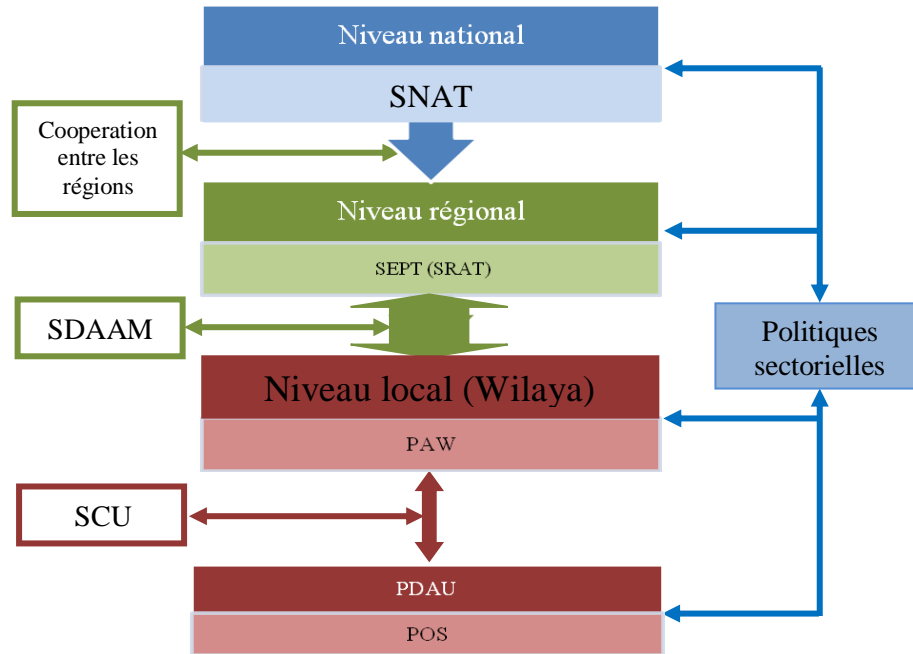 Niveau national
SNAT
Cooperation
entre les
régions
Niveau régional
SEPT (SRAT)
SDAAM
Politiques
sectorielles
Niveau local (Wilaya)
PAW
SCU
PDAU
POS